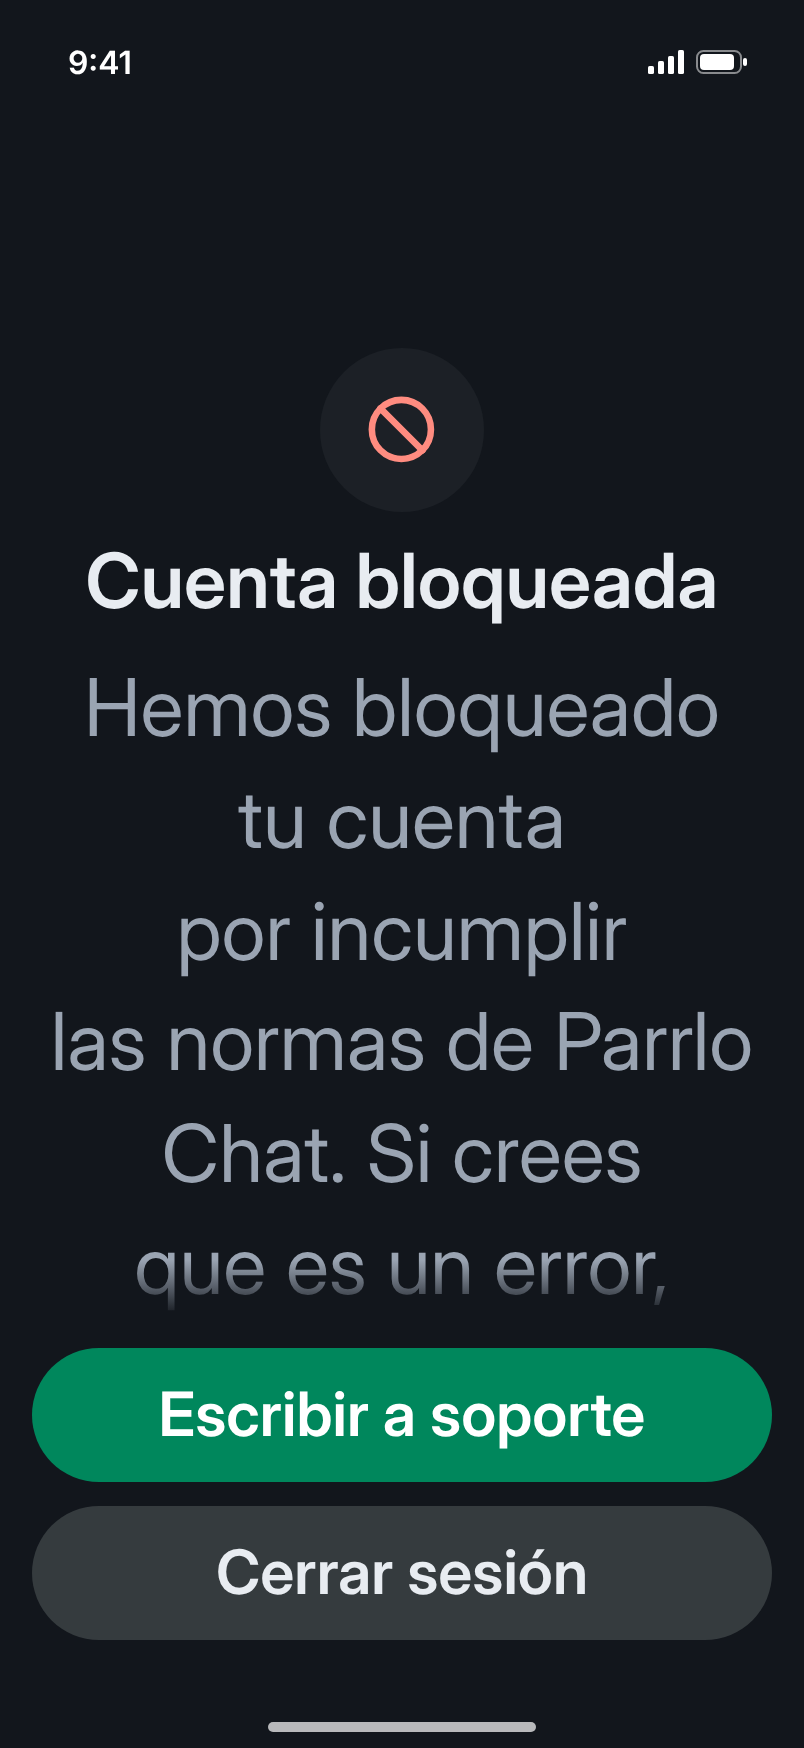 9:41
Cuenta bloqueada
Hemos bloqueado
tu cuenta
por incumplir
las normas de Parrlo
Chat. Si crees
que es un error,
Escribir a soporte
Cerrar sesión